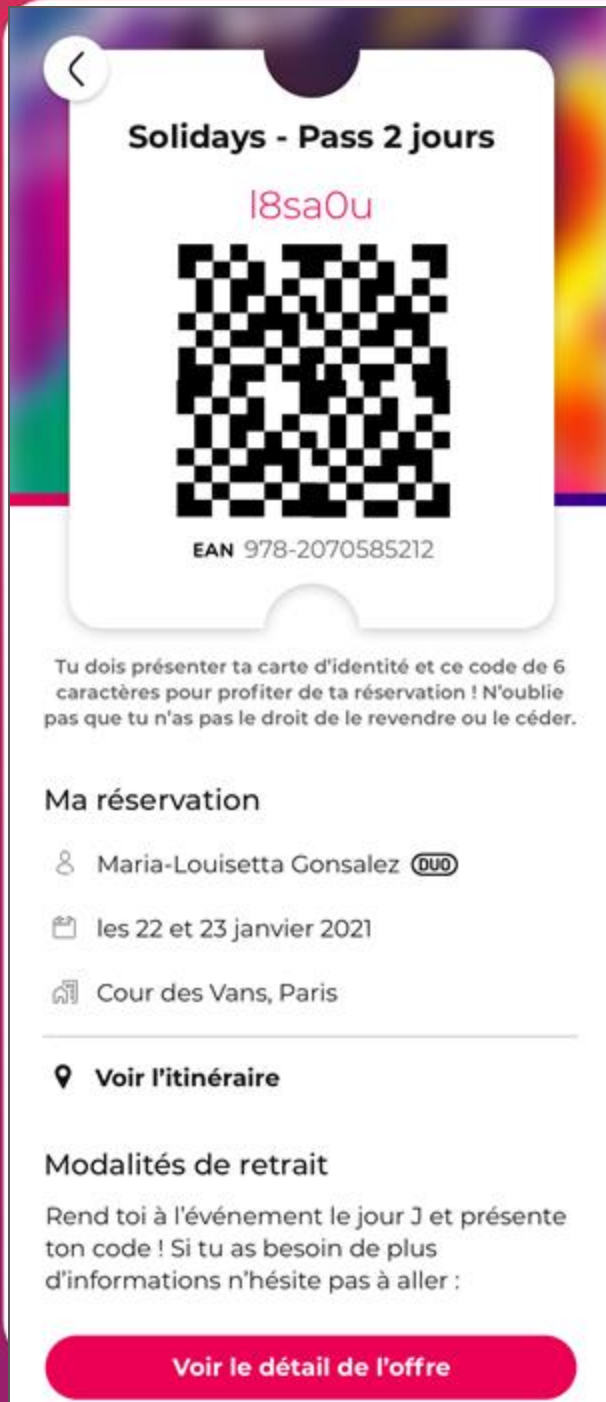 Solidays - Pass 2 jours
l8sa0u
EAN 978-2070585212
Tu dois présenter ta carte d'identité et ce code de 6
caractères pour profiter de ta réservation ! N'oublie
pas que tu n'as pas le droit de le revendre ou le céder.
Ma réservation
Maria-Louisetta Gonsalez DUO
les 22 et 23 janvier 2021
Cour des Vans, Paris
Voir l'itinéraire
Modalités de retrait
Rend toi à l'événement le jour J et présente
ton code ! Si tu as besoin de plus
d'informations n'hésite pas à aller :
Voir le détail de l'offre